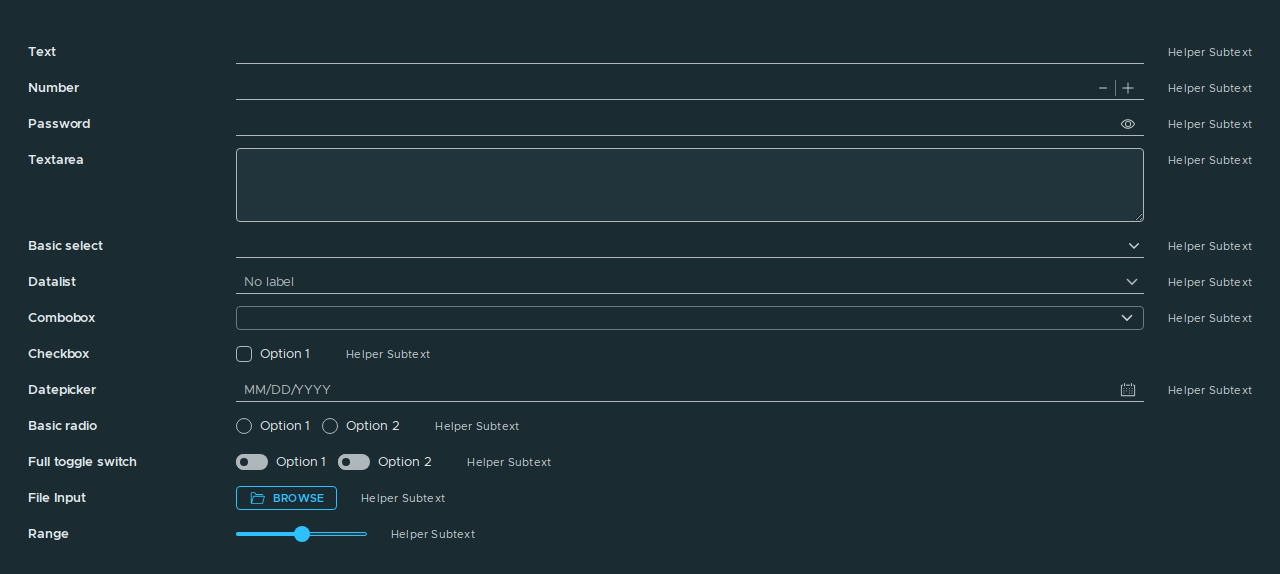 Text Helper Subtext
Number Helper Subtext
Password Helper Subtext
Textarea Helper Subtext
Basic select Helper Subtext
Datalist No label Helper Subtext
Combobox Helper Subtext
Checkbox Option 1 Helper Subtext
Datepicker MM/DD/YYYY Helper Subtext
Basic radio Option 1 Option 2 Helper Subtext
Full toggle switch Option 1 Option 2 Helper Subtext
File Input BROWSE Helper Subtext
Range Helper Subtext